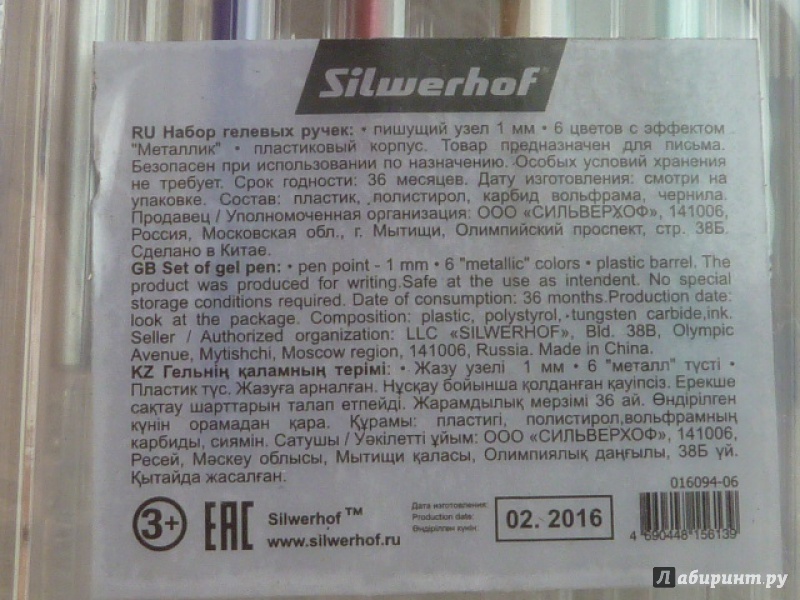 Silwerhof®
RU Набор гелевых ручек: • пишущий узел 1 мм • 6 цветов с эффектом
"Металлик" • пластиковый корпус. Товар предназначен для письма.
Безопасен при использовании по назначению. Особых условий хранения
не требует. Срок годности: 36 месяцев. Дату изготовления: смотри на
упаковке. Состав: пластик, полистирол, карбид вольфрама, чернила.
Продавец / Уполномоченная организация: ООО «СИЛЬВЕРХОФ», 141006,
Россия, Московская обл., г. Мытищи, Олимпийский проспект, стр. 38Б.
Сделано в Китае.
GB Set of gel pen: • pen point - 1 mm • 6 "metallic" colors • plastic barrel. The
product was produced for writing.Safe at the use as intendent. No special
storage conditions required. Date of consumption: 36 months.Production date:
look at the package. Composition: plastic, polystyrol, tungsten carbide,ink.
Seller / Authorized organization: LLC «SILWERHOF», Bld. 38B, Olympic
Avenue, Mytishchi, Moscow region, 141006, Russia. Made in China.
KZ Гельнің қаламның терімі: • Жазу узелі 1 мм • 6 "металл" түсті •
Пластик түс. Жазуға арналған. Нұсқау бойынша қолданған қауіпсіз. Ерекше
сақтау шарттарын талап етпейді. Жарамдылық мерзімі 36 ай. Өндірілген
күнін орамадан қара. Құрамы: пластигі, полистирол,вольфрамның
карбиды, сиямін. Сатушы / Уәкілетті ұйым: ООО «СИЛЬВЕРХОФ», 141006,
Ресей, Мәскеу облысы, Мытищи қаласы, Олимпиялық даңғылы, 38Б үй.
Қытайда жасалған.
016094-06
3+ EAC Silwerhof™
www.silwerhof.ru
Дата изготовления:
Production date:
Өндірілген күнін:
02. 2016
4 690448 156139
Лабиринт.ру